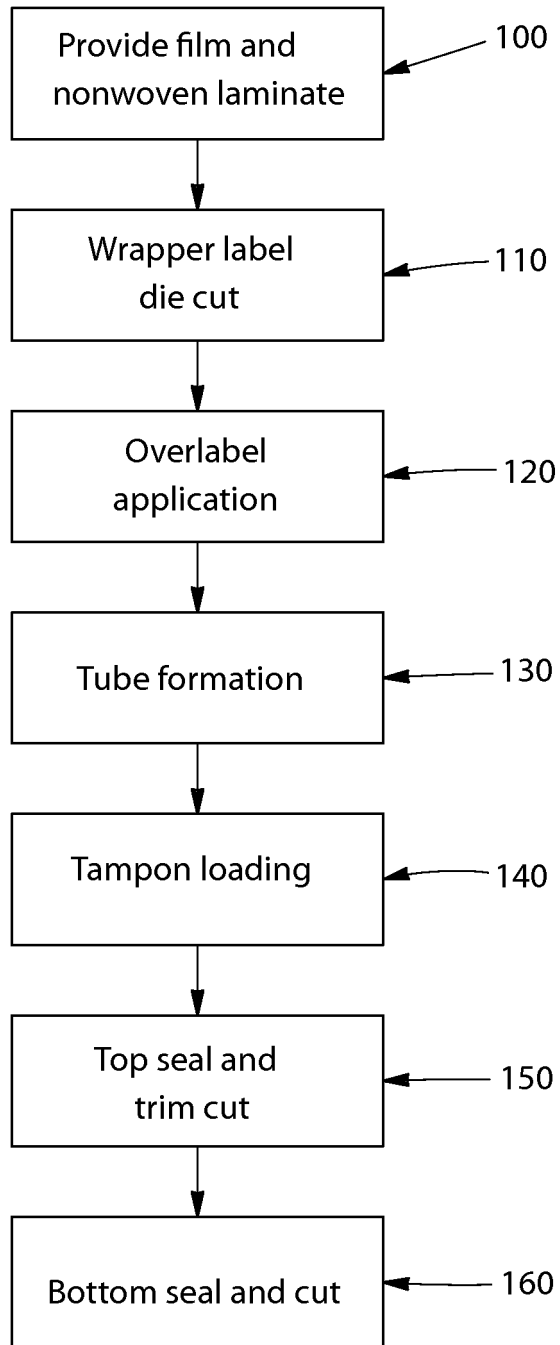 Provide film and
nonwoven laminate
100
Wrapper label
die cut
110
Overlabel
application
120
Tube formation
130
Tampon loading
140
Top seal and
trim cut
150
Bottom seal and cut
160